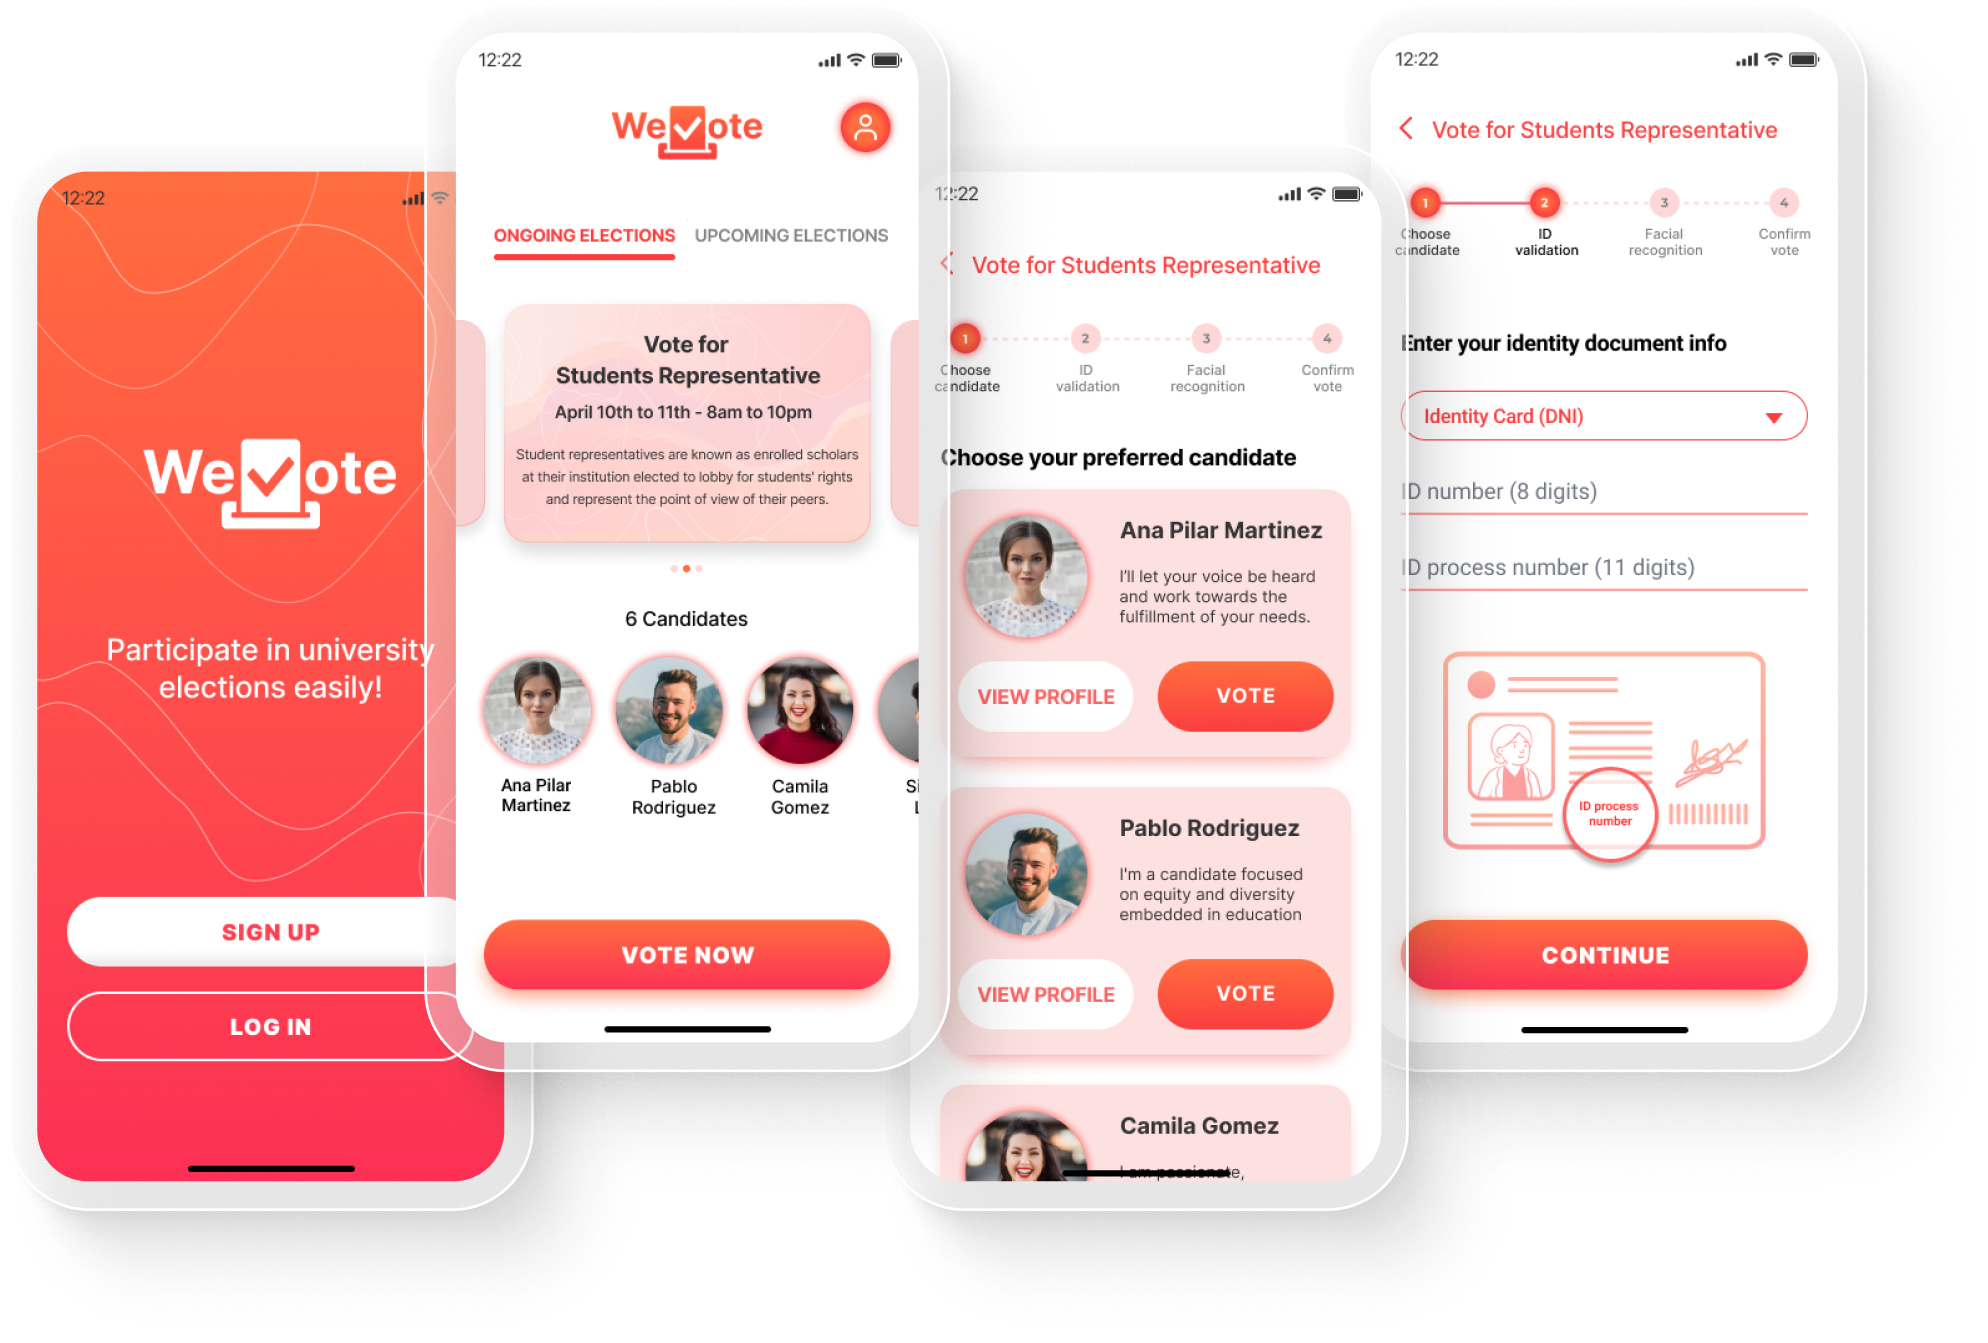 12:22
WeVote
Participate in university
elections easily!
SIGN UP
LOG IN
12:22
WeVote
ONGOING ELECTIONS
UPCOMING ELECTIONS
Vote for
Students Representative
April 10th to 11th - 8am to 10pm
Student representatives are known as enrolled scholars
at their institution elected to lobby for students' rights
and represent the point of view of their peers.
6 Candidates
Ana Pilar
Martinez
Pablo
Rodriguez
Camila
Gomez
VOTE NOW
12:22
Vote for Students Representative
1
2
3
4
Choose
candidate
ID
validation
Facial
recognition
Confirm
vote
Choose your preferred candidate
Ana Pilar Martinez
I'll let your voice be heard
and work towards the
fulfillment of your needs.
VIEW PROFILE
VOTE
Pablo Rodriguez
I'm a candidate focused
on equity and diversity
embedded in education
VIEW PROFILE
VOTE
Camila Gomez
I am passionate,
12:22
Vote for Students Representative
1
2
3
4
Choose
candidate
ID
validation
Facial
recognition
Confirm
vote
Enter your identity document info
Identity Card (DNI)
ID number (8 digits)
ID process number (11 digits)
ID process
number
CONTINUE